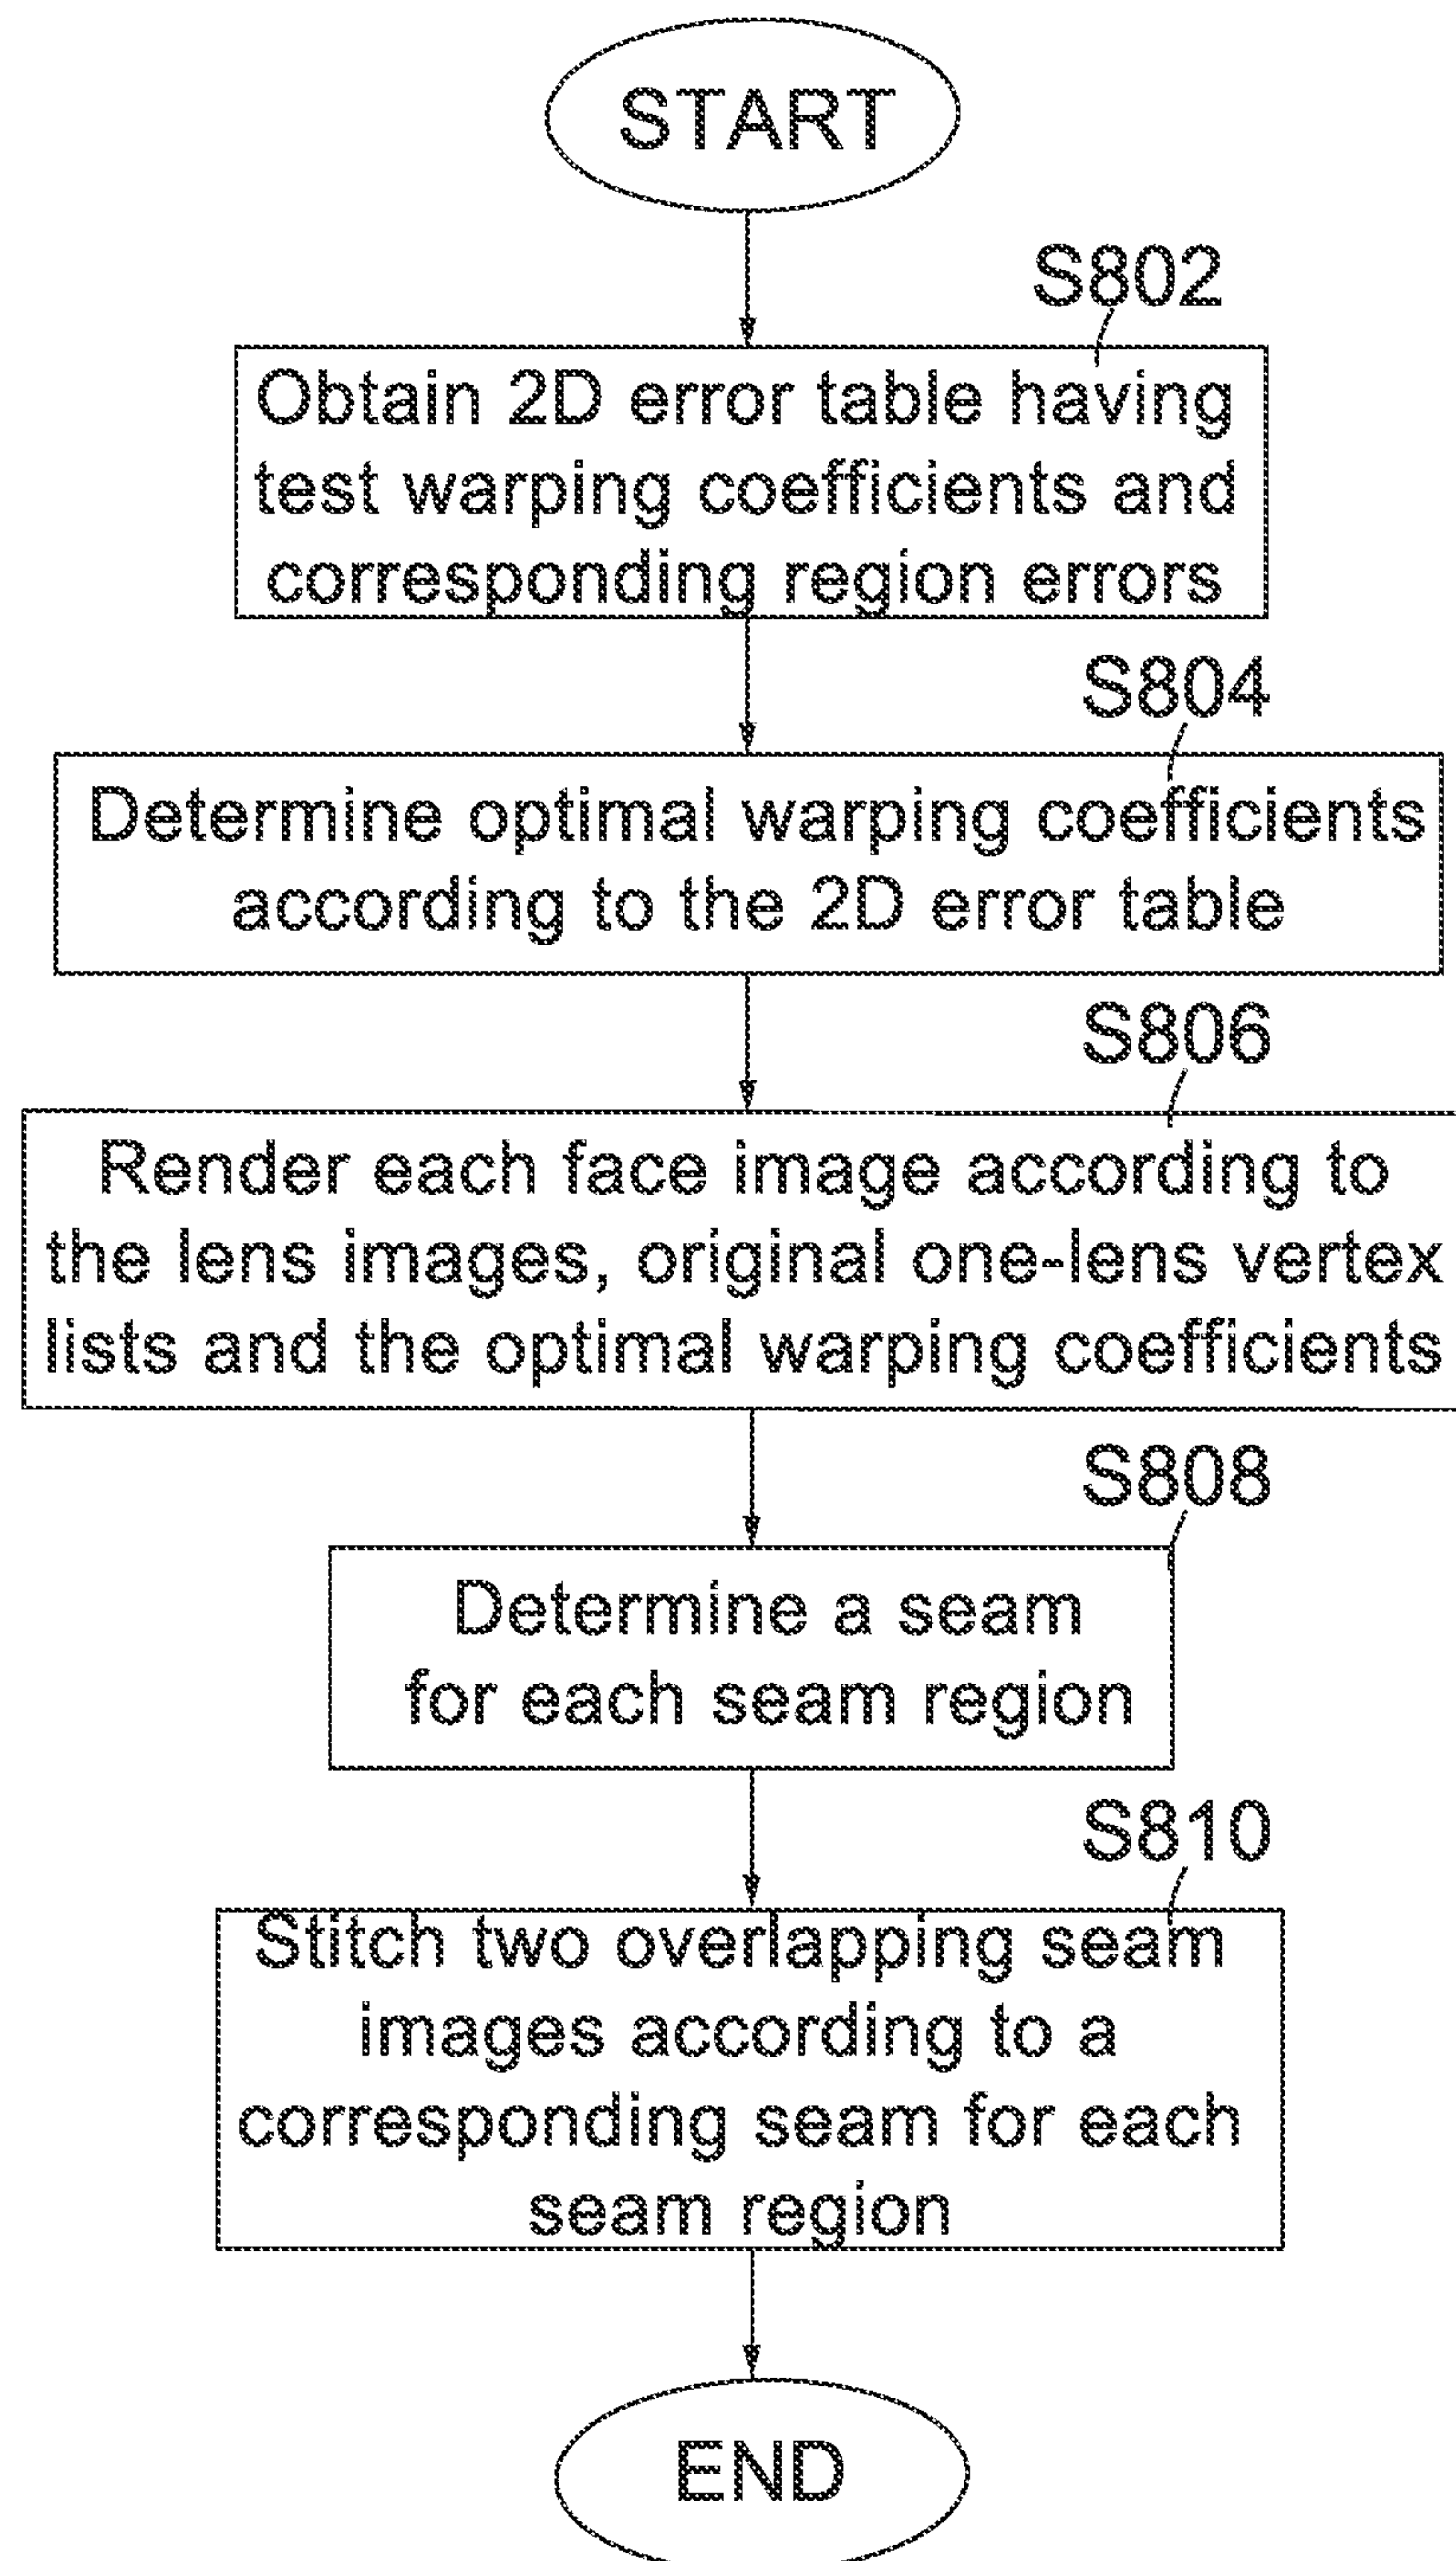 START
S802
Obtain 2D error table having
test warping coefficients and
corresponding region errors
S804
Determine optimal warping coefficients
according to the 2D error table
S806
Render each face image according to
the lens images, original one-lens vertex
lists and the optimal warping coefficients
S808
Determine a seam
for each seam region
S810
Stitch two overlapping seam
images according to a
corresponding seam for each
seam region
END